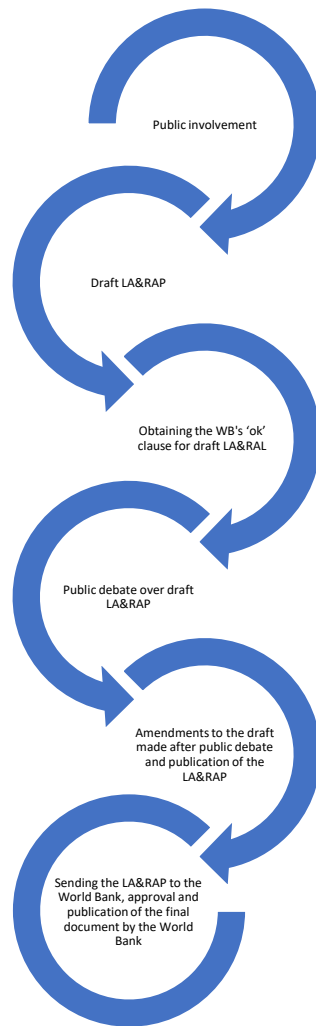 Public involvement
Draft LA&RAP
Obtaining the WB's 'ok'
clause for draft LA&RAL
Public debate over draft
LA&RAP
Amendments to the draft
made after public debate
and publication of the
LA&RAP
Sending the LA&RAP to the
World Bank, approval and
publication of the final
document by the World
Bank